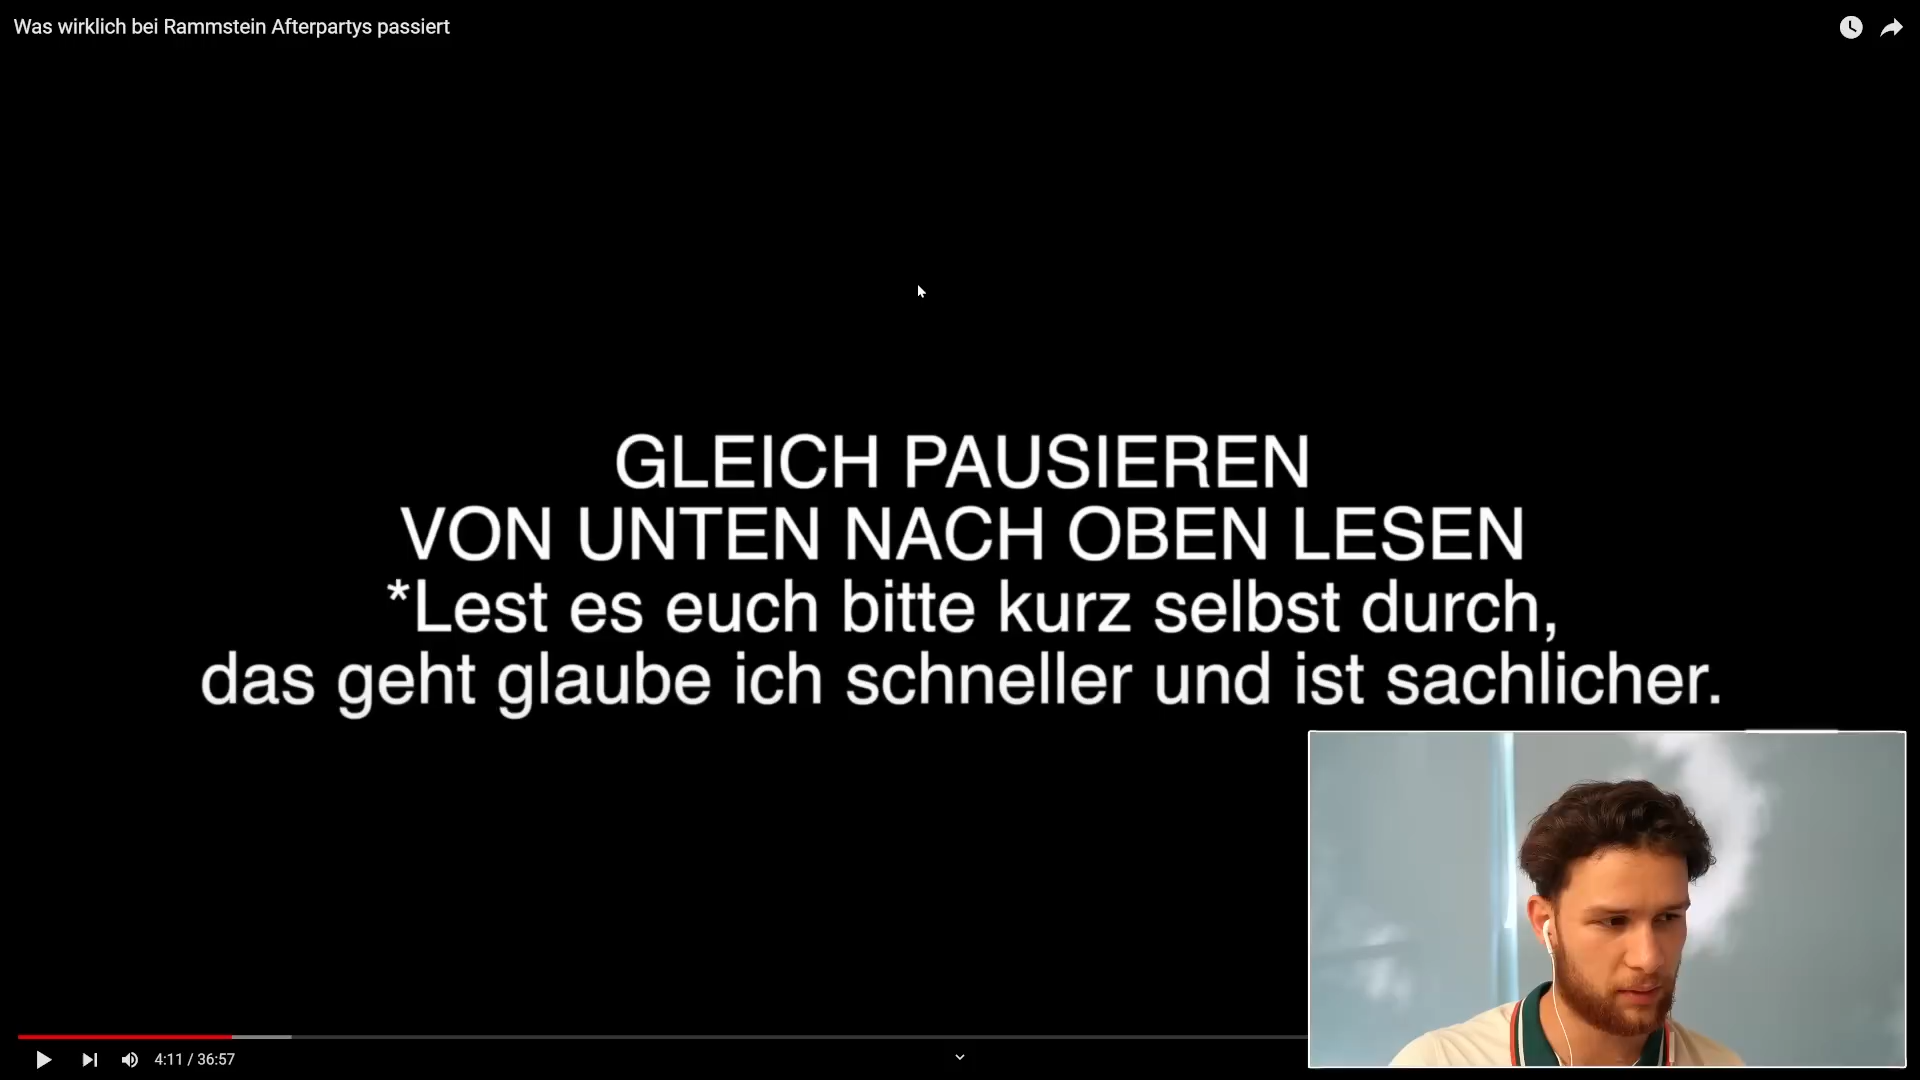 Was wirklich bei Rammstein Afterpartys passiert
GLEICH PAUSIEREN
VON UNTEN NACH OBEN LESEN
*Lest es euch bitte kurz selbst durch,
das geht glaube ich schneller und ist sachlicher.
4:11 / 36:57